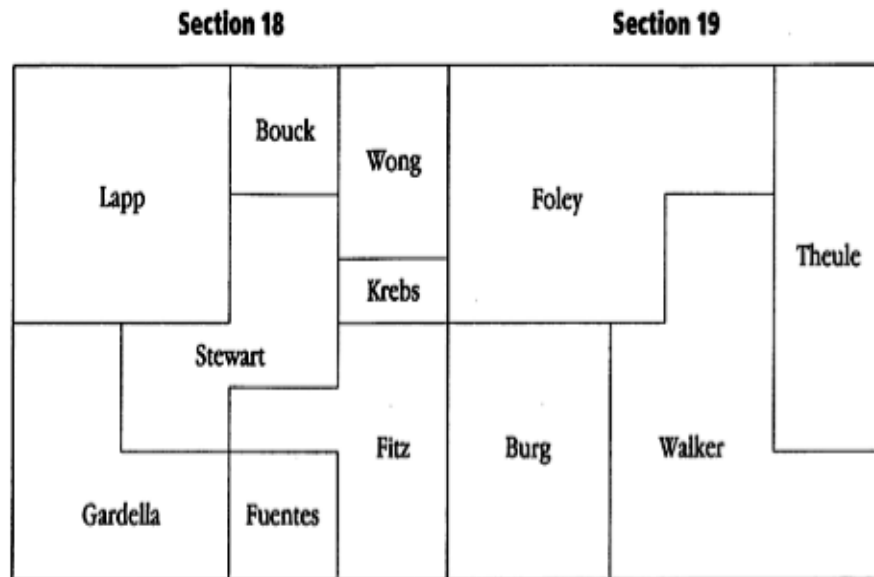 Section 18
Section 19
Bouck
Wong
Lapp
Foley
Theule
Krebs
Stewart
Fitz
Burg
Walker
Gardella
Fuentes